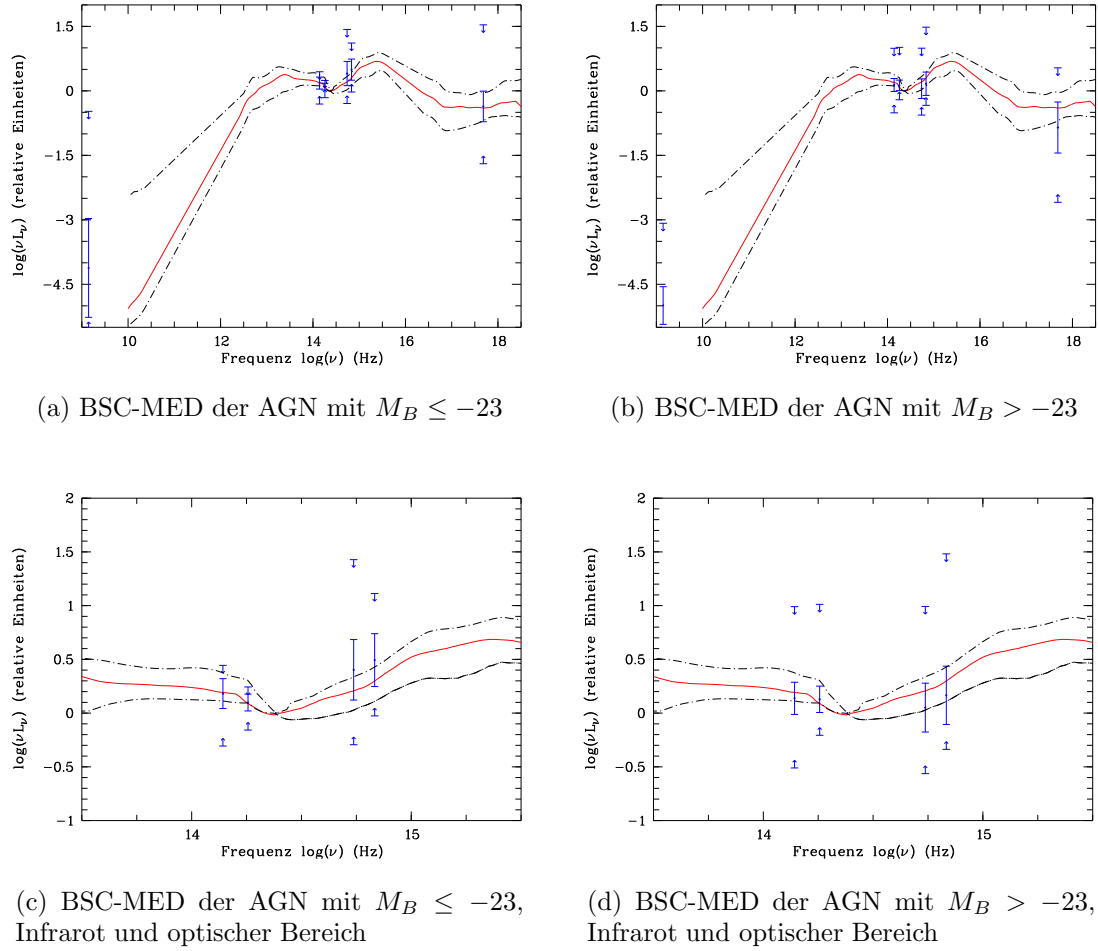 1.5
0
-1.5
-3
-4.5
log(νLν) (relative Einheiten)
10 12 14 16 18
Frequenz log(ν) (Hz)
(a) BSC-MED der AGN mit M_B ≤ −23
1.5
0
-1.5
-3
-4.5
log(νLν) (relative Einheiten)
10 12 14 16 18
Frequenz log(ν) (Hz)
(b) BSC-MED der AGN mit M_B > −23
2
1.5
1
0.5
0
-0.5
-1
log(νLν) (relative Einheiten)
14 15
Frequenz log(ν) (Hz)
(c) BSC-MED der AGN mit M_B ≤ −23,
Infrarot und optischer Bereich
2
1.5
1
0.5
0
-0.5
-1
log(νLν) (relative Einheiten)
14 15
Frequenz log(ν) (Hz)
(d) BSC-MED der AGN mit M_B > −23,
Infrarot und optischer Bereich